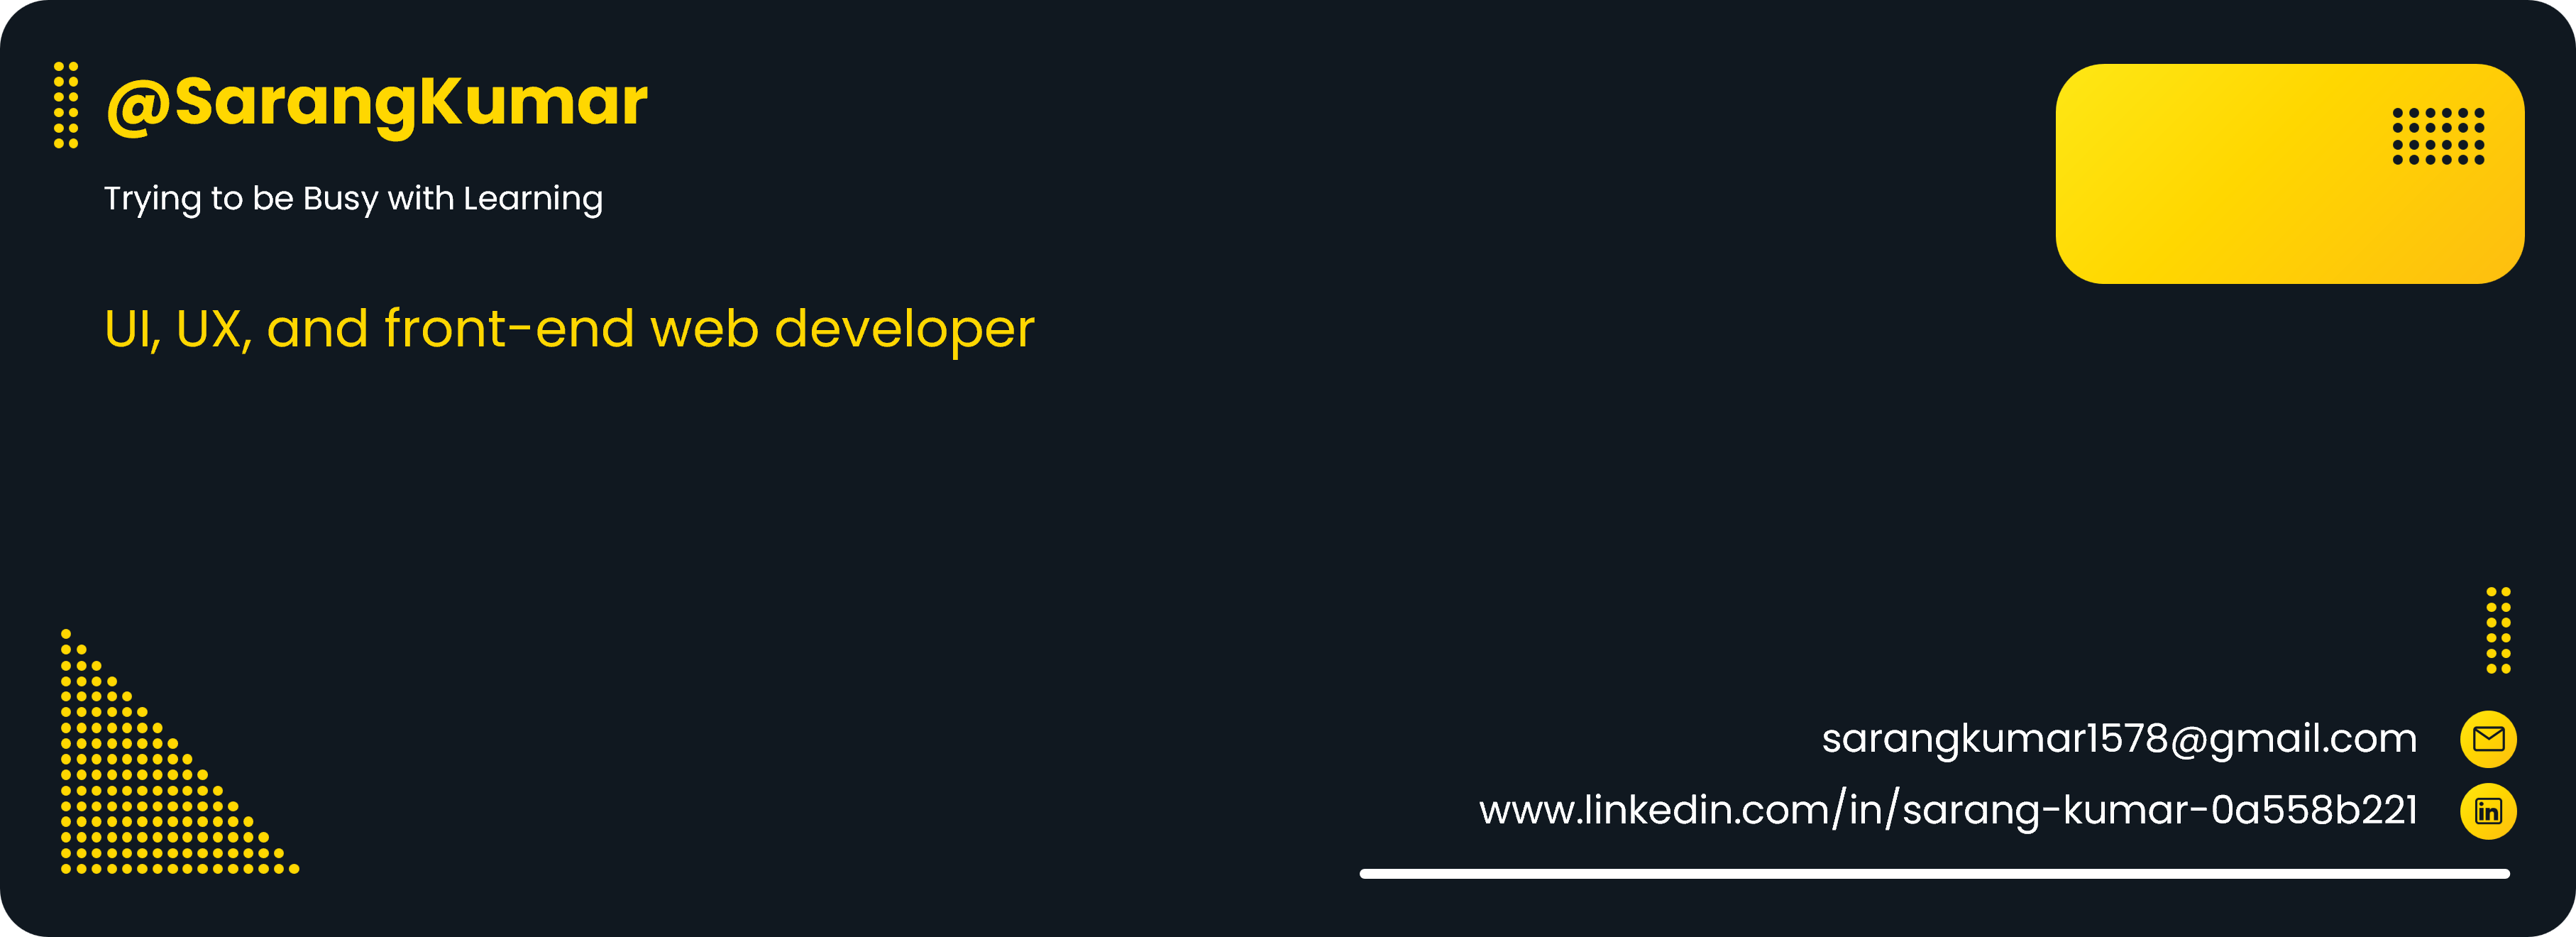 @SarangKumar
Trying to be Busy with Learning
UI, UX, and front-end web developer
sarangkumar1578@gmail.com
www.linkedin.com/in/sarang-kumar-0a558b221
in